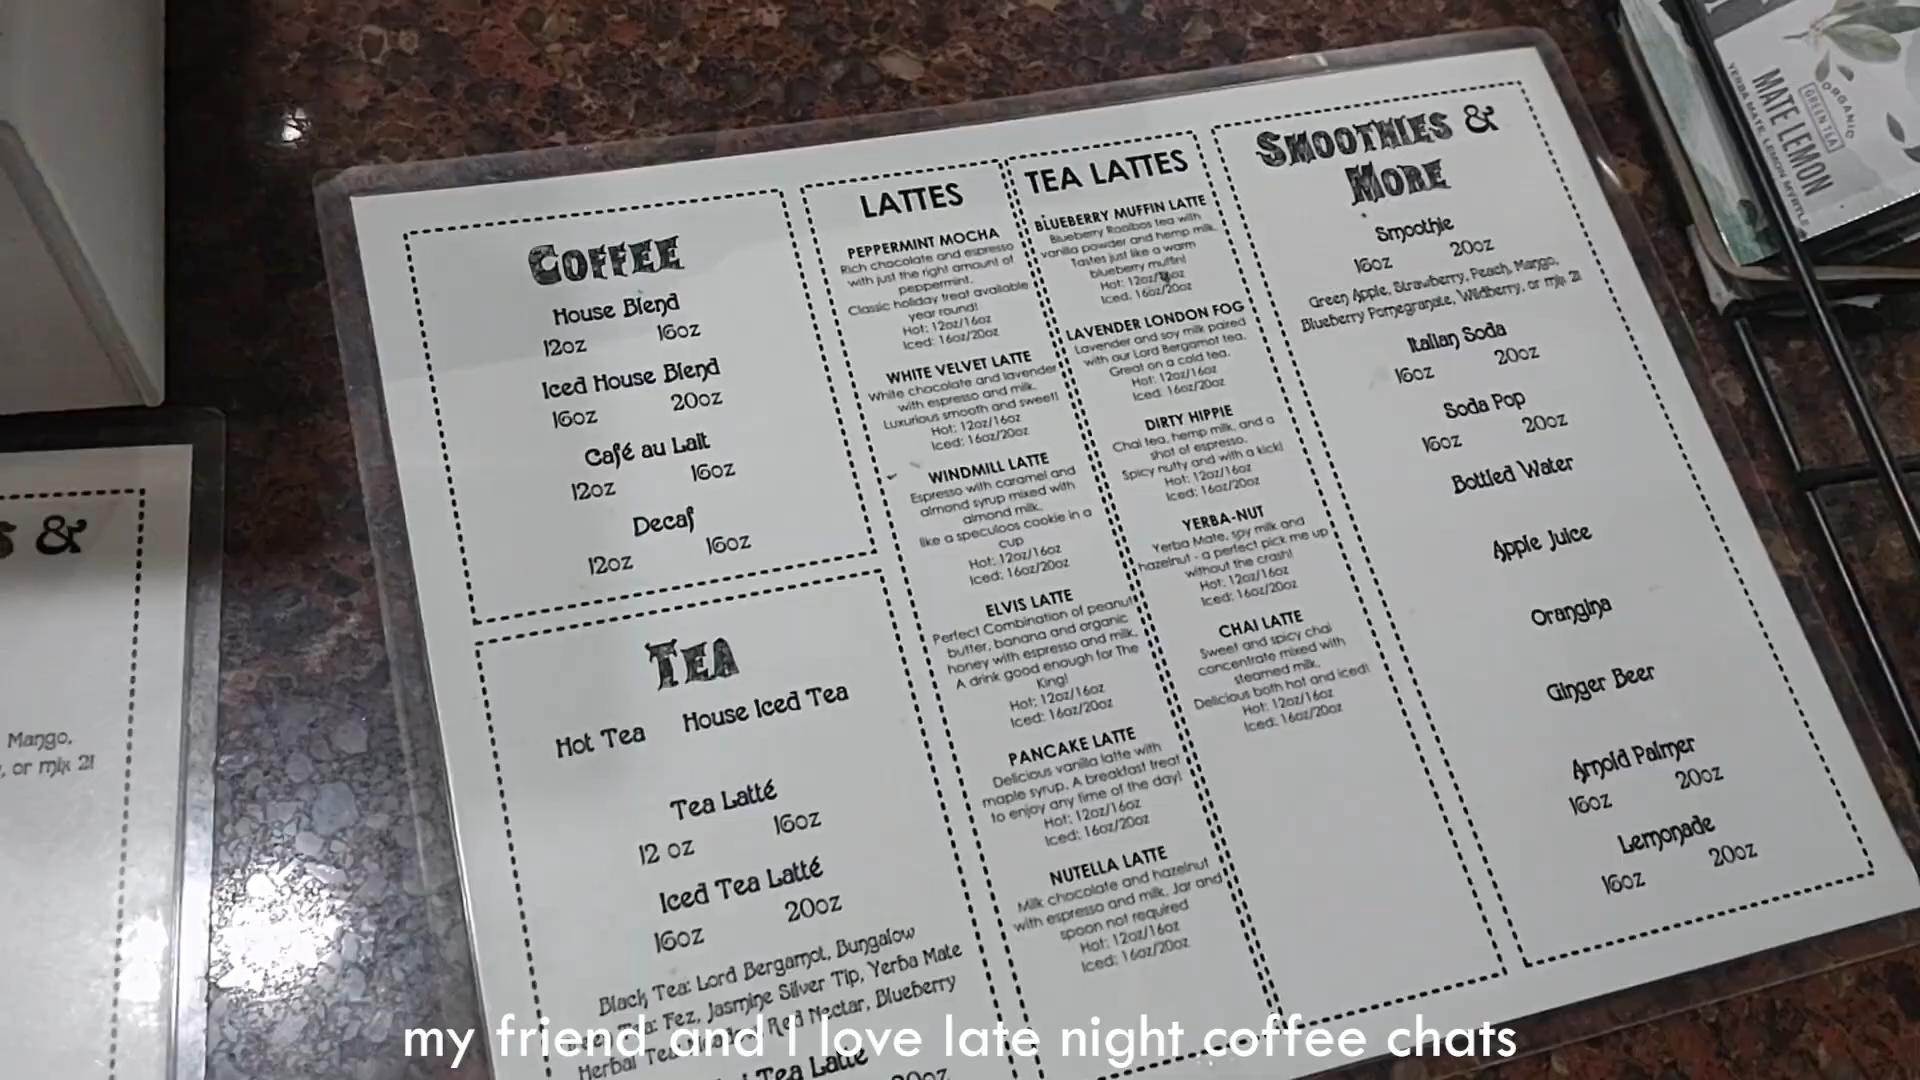 COFFEE
House Blend
12oz 16oz
Iced House Blend
16oz 20oz
Café au Lait
12oz 16oz
Decaf
12oz 16oz
TEA
Hot Tea House Iced Tea
Tea Latté
12 oz 16oz
Iced Tea Latté
16oz 20oz
Black Tea: Lord Bergamot, Bungalow
Fez, Jasmine Silver Tip, Yerba Mate
Herbal Tea: Red Nectar, Blueberry
Tea Latte
20oz
LATTES
PEPPERMINT MOCHA
Rich chocolate and espresso
with just the right amount of
peppermint.
Classic holiday treat available
year round!
Hot: 12oz/16oz
Iced: 16oz/20oz
WHITE VELVET LATTE
White chocolate and lavender
with espresso and milk.
Luxurious smooth and sweet!
Hot: 12oz/16oz
Iced: 16oz/20oz
WINDMILL LATTE
Espresso with caramel and
almond syrup mixed with
almond milk.
like a speculoos cookie in a
cup
Hot: 12oz/16oz
Iced: 16oz/20oz
ELVIS LATTE
Perfect Combination of peanut
butter, banana and organic
honey with espresso and milk.
A drink good enough for The
King!
Hot: 12oz/16oz
Iced: 16oz/20oz
PANCAKE LATTE
Delicious vanilla latte with
maple syrup. A breakfast treat
to enjoy any time of the day!
Hot: 12oz/16oz
Iced: 16oz/20oz
NUTELLA LATTE
Milk chocolate and hazelnut
with espresso and milk. Jar and
spoon not required
Hot: 12oz/16oz
Iced: 16oz/20oz
TEA LATTES
BLUEBERRY MUFFIN LATTE
Blueberry Rooibos tea with
vanilla powder and hemp milk.
Tastes just like a warm
blueberry muffin!
Hot: 12oz/16oz
Iced: 16oz/20oz
LAVENDER LONDON FOG
Lavender and soy milk paired
with our Lord Bergamot tea.
Great on a cold tea.
Hot: 12oz/16oz
Iced: 16oz/20oz
DIRTY HIPPIE
Chai tea, hemp milk, and a
shot of espresso.
Spicy nutty and with a kick!
Hot: 12oz/16oz
Iced: 16oz/20oz
YERBA-NUT
Yerba Mate, soy milk and
hazelnut - a perfect pick me up
without the crash!
Hot: 12oz/16oz
Iced: 16oz/20oz
CHAI LATTE
Sweet and spicy chai
concentrate mixed with
steamed milk.
Delicious both hot and iced!
Hot: 12oz/16oz
Iced: 16oz/20oz
SMOOTHIES &
MORE
Smoothie
16oz 20oz
Green Apple, Strawberry, Peach, Mango,
Blueberry Pomegranate, Wildberry, or mix 2!
Italian Soda
16oz 20oz
Soda Pop
16oz 20oz
Bottled Water
Apple Juice
Orangina
Ginger Beer
Arnold Palmer
16oz 20oz
Lemonade
16oz 20oz
&
Mango,
, or mix 2!
ORGANIC
GREEN TEA
MATE LEMON
YERBA MATE, LEMON MYRTLE
my friend and I love late night coffee chats